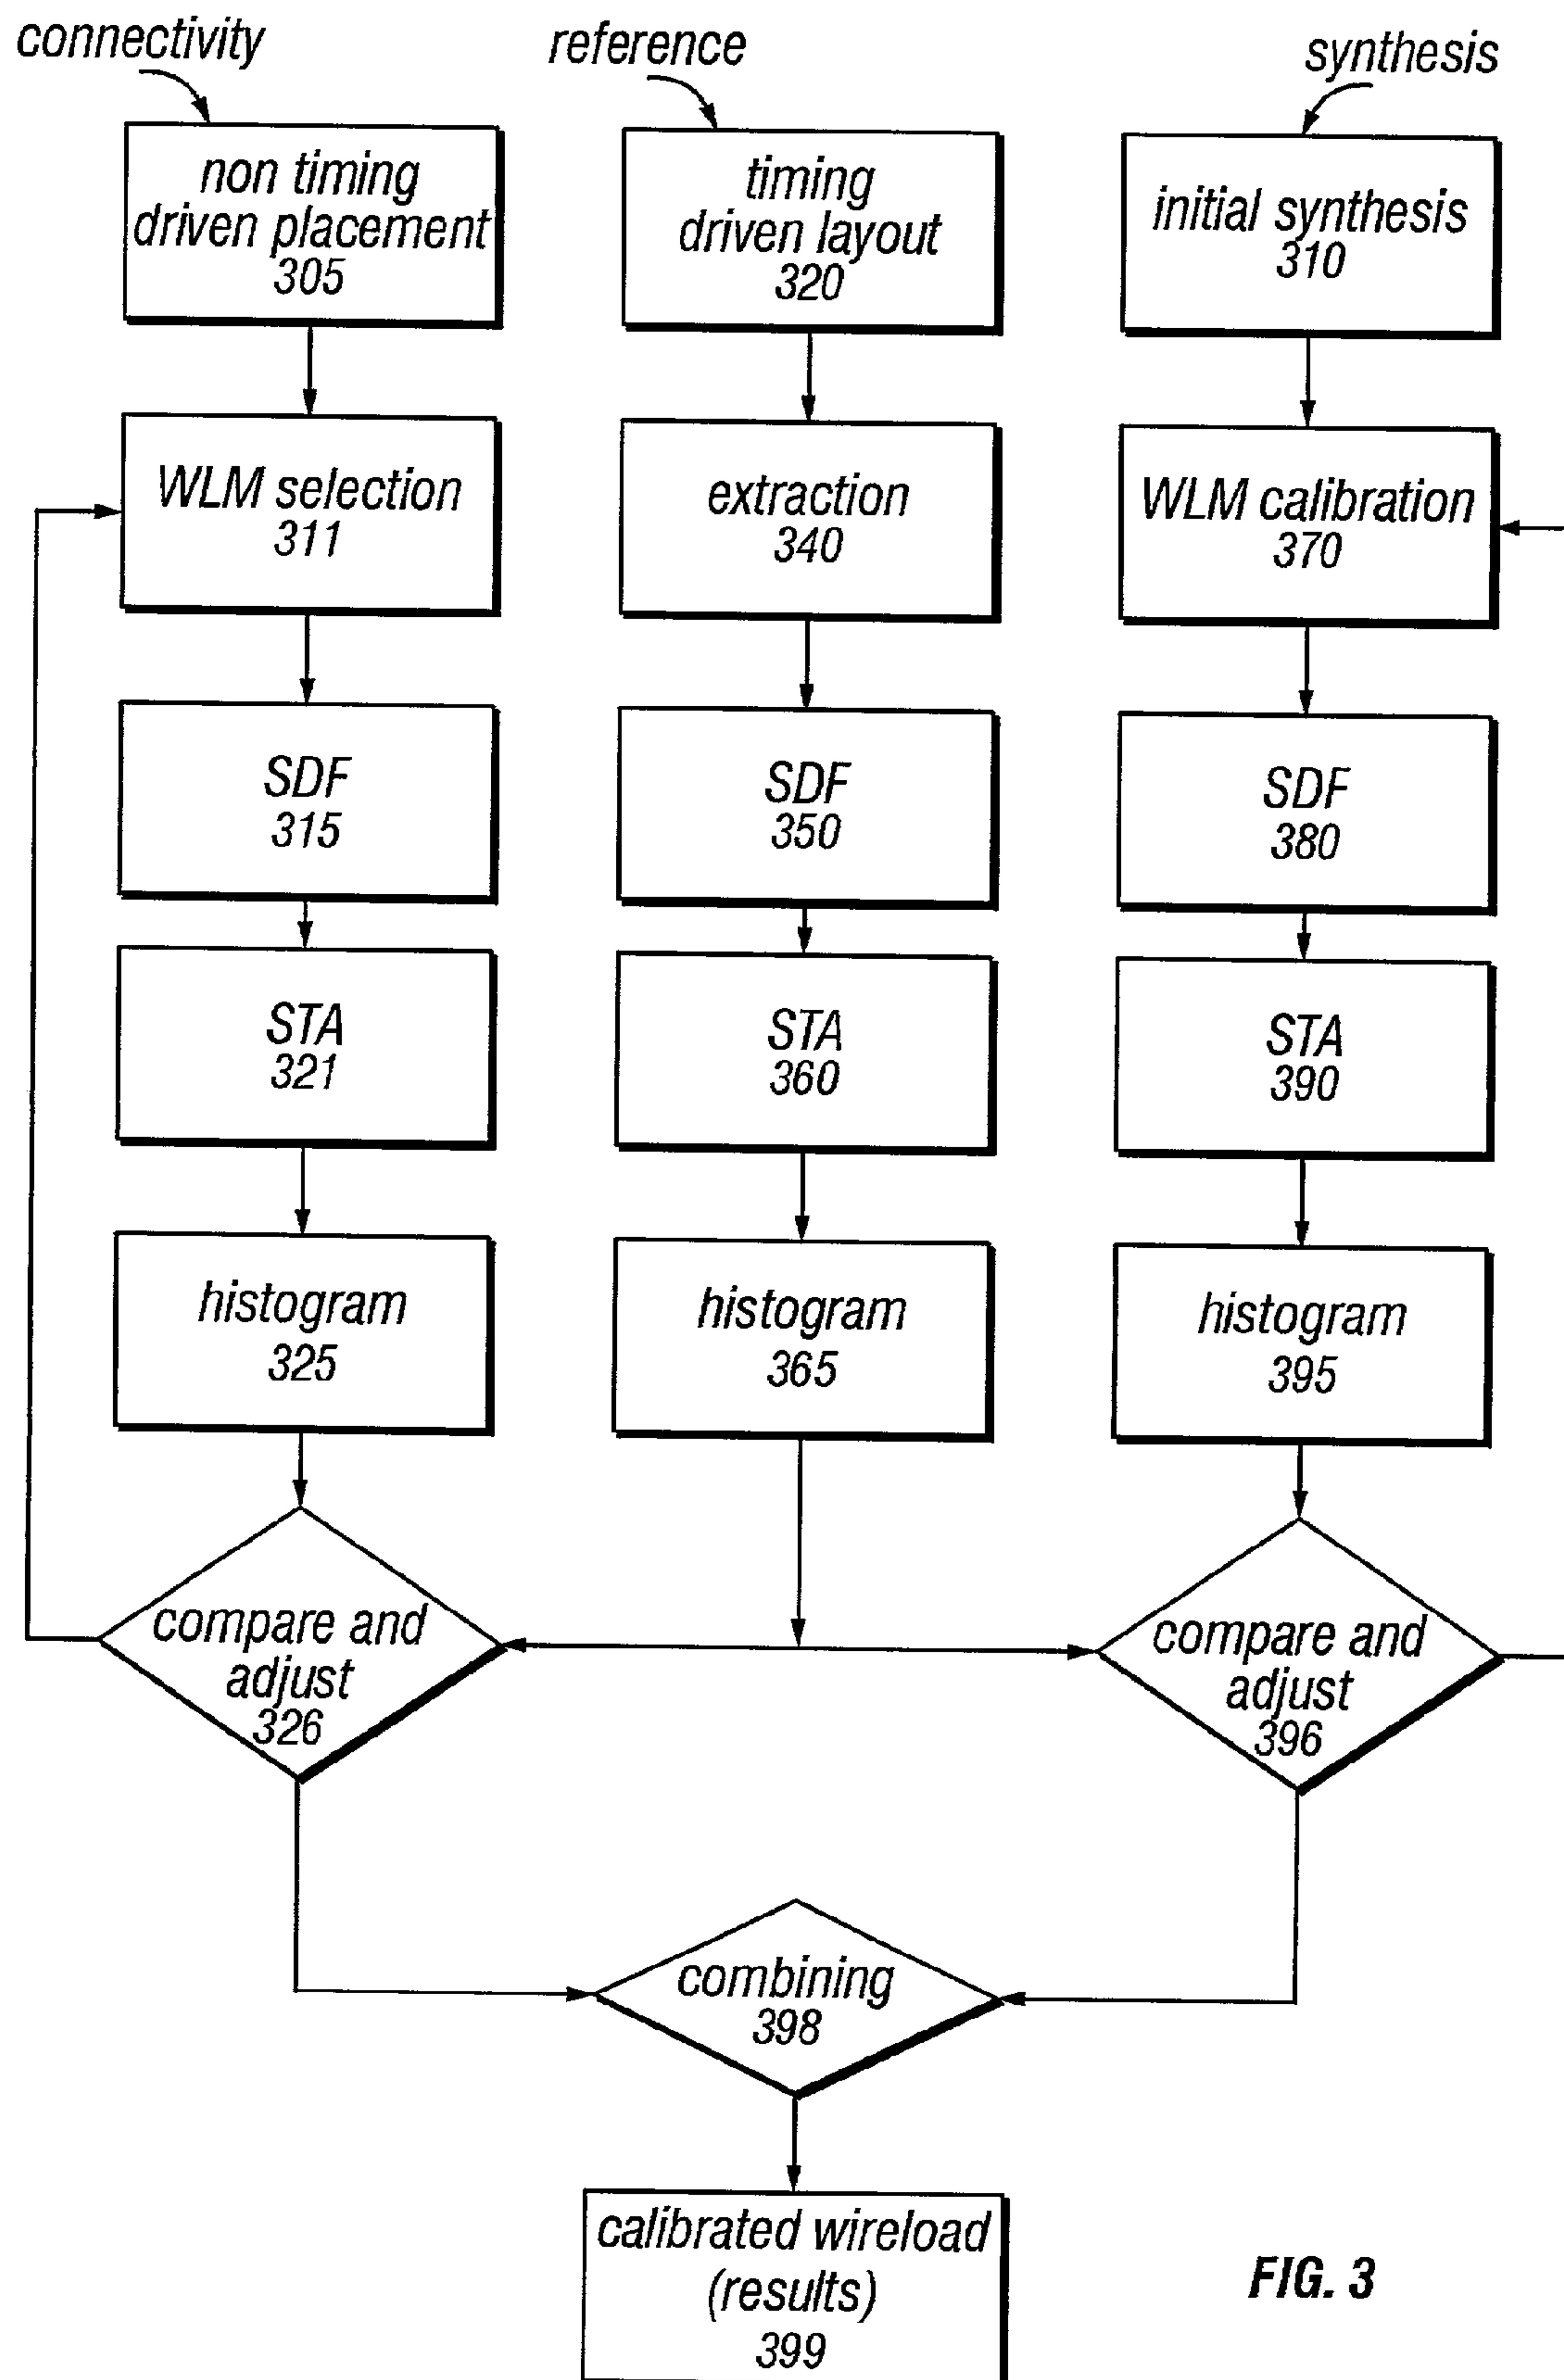 connectivity
non timing
driven placement
305
WLM selection
311
SDF
315
STA
321
histogram
325
compare and
adjust
326
reference
timing
driven layout
320
extraction
340
SDF
350
STA
360
histogram
365
synthesis
initial synthesis
310
WLM calibration
370
SDF
380
STA
390
histogram
395
compare and
adjust
396
combining
398
calibrated wireload
(results)
399
FIG. 3